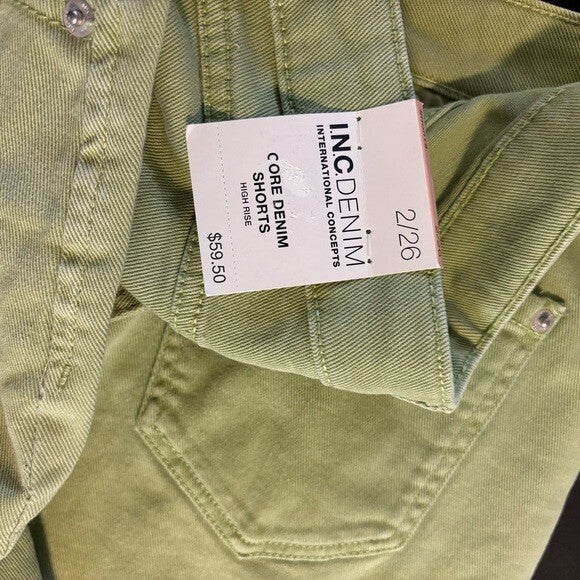 2/26
I.N.C.DENIM
INTERNATIONAL CONCEPTS
CORE DENIM
SHORTS
HIGH RISE
$59.50